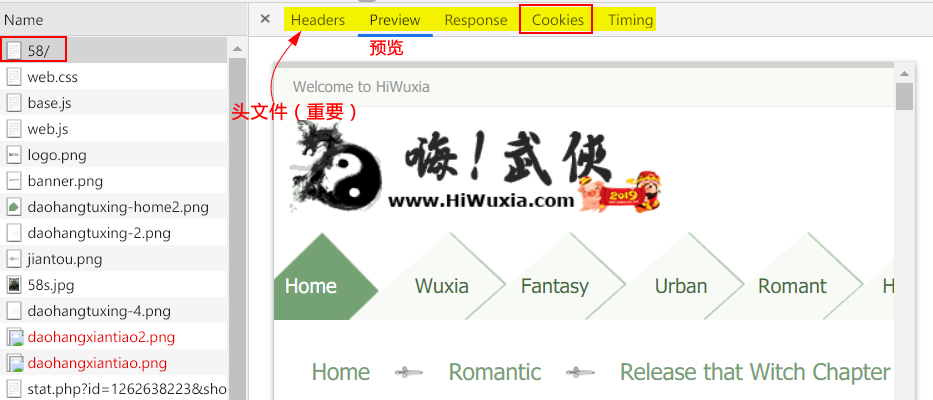 Name
Headers Preview Response Cookies Timing
58/
预览
web.css
base.js
头文件（重要）
web.js
logo.png
banner.png
daohangtuxing-home2.png
daohangtuxing-2.png
jiantou.png
58s.jpg
daohangtuxing-4.png
daohangxiantiao2.png
daohangxiantiao.png
stat.php?id=1262638223&sho
Welcome to HiWuxia
嗨！武侠
www.HiWuxia.com
2019
Home Wuxia Fantasy Urban Romant H
Home Romantic Release that Witch Chapter